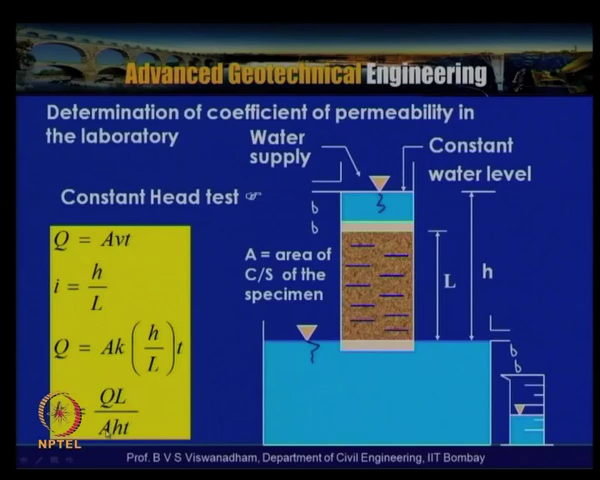 Advanced Geotechnical Engineering
Determination of coefficient of permeability in
the laboratory
Water
supply
Constant
water level
Constant Head test ☞
Q = Avt
i = h/L
Q = Ak (h/L) t
k = QL/Aht
A = area of
C/S of the
specimen
L
h
NPTEL
Prof. B V S Viswanadham, Department of Civil Engineering, IIT Bombay